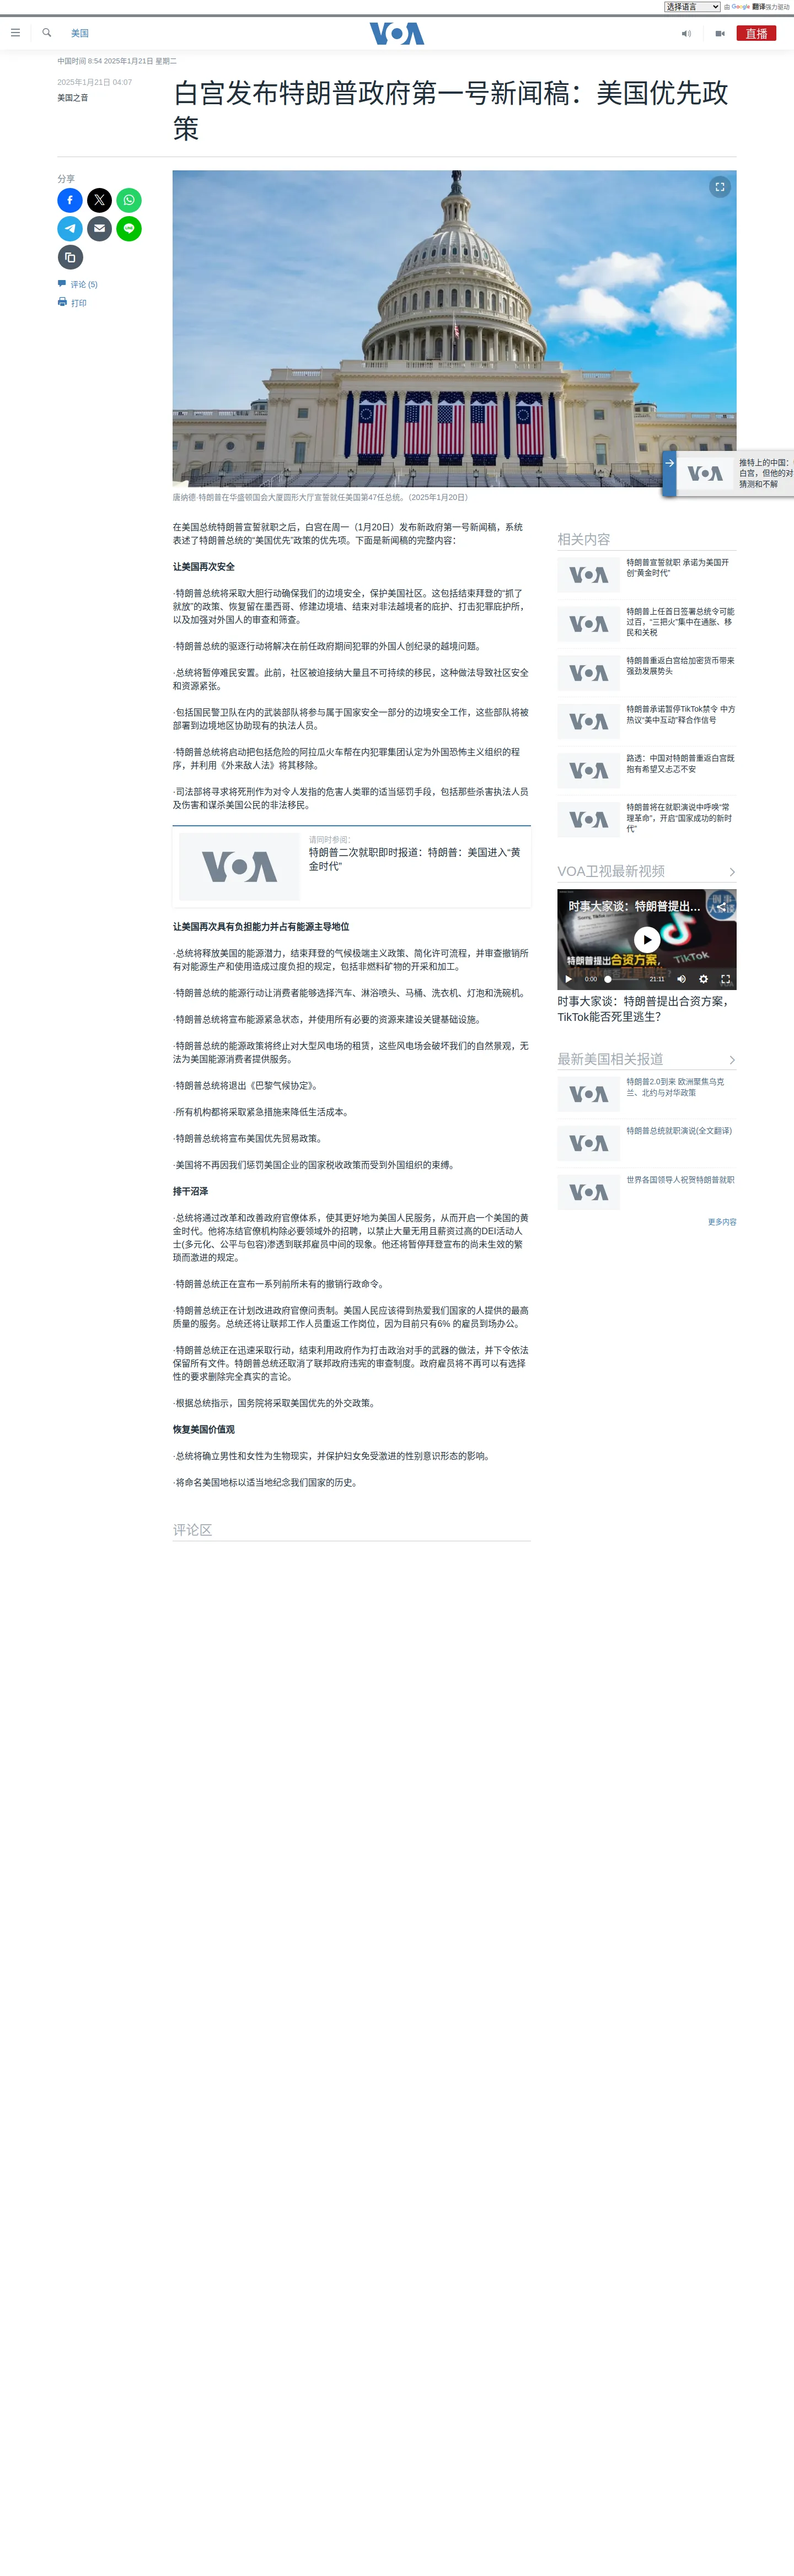 选择语言 由 Google 翻译强力驱动
美国
VOA
直播
中国时间 8:54 2025年1月21日 星期二
2025年1月21日 04:07
美国之音
白宫发布特朗普政府第一号新闻稿：美国优先政
策
分享
评论 (5)
打印
推特上的中国：
白宫，但他的对
猜测和不解
唐纳德·特朗普在华盛顿国会大厦圆形大厅宣誓就任美国第47任总统。（2025年1月20日）
在美国总统特朗普宣誓就职之后，白宫在周一（1月20日）发布新政府第一号新闻稿，系统
表述了特朗普总统的“美国优先”政策的优先项。下面是新闻稿的完整内容：
让美国再次安全
·特朗普总统将采取大胆行动确保我们的边境安全，保护美国社区。这包括结束拜登的“抓了
就放”的政策、恢复留在墨西哥、修建边境墙、结束对非法越境者的庇护、打击犯罪庇护所，
以及加强对外国人的审查和筛查。
·特朗普总统的驱逐行动将解决在前任政府期间犯罪的外国人创纪录的越境问题。
·总统将暂停难民安置。此前，社区被迫接纳大量且不可持续的移民，这种做法导致社区安全
和资源紧张。
·包括国民警卫队在内的武装部队将参与属于国家安全一部分的边境安全工作，这些部队将被
部署到边境地区协助现有的执法人员。
·特朗普总统将启动把包括危险的阿拉瓜火车帮在内犯罪集团认定为外国恐怖主义组织的程
序，并利用《外来敌人法》将其移除。
·司法部将寻求将死刑作为对令人发指的危害人类罪的适当惩罚手段，包括那些杀害执法人员
及伤害和谋杀美国公民的非法移民。
请同时参阅：
VOA
特朗普二次就职即时报道：特朗普：美国进入“黄
金时代”
让美国再次具有负担能力并占有能源主导地位
·总统将释放美国的能源潜力，结束拜登的气候极端主义政策、简化许可流程，并审查撤销所
有对能源生产和使用造成过度负担的规定，包括非燃料矿物的开采和加工。
·特朗普总统的能源行动让消费者能够选择汽车、淋浴喷头、马桶、洗衣机、灯泡和洗碗机。
·特朗普总统将宣布能源紧急状态，并使用所有必要的资源来建设关键基础设施。
·特朗普总统的能源政策将终止对大型风电场的租赁，这些风电场会破坏我们的自然景观，无
法为美国能源消费者提供服务。
·特朗普总统将退出《巴黎气候协定》。
·所有机构都将采取紧急措施来降低生活成本。
·特朗普总统将宣布美国优先贸易政策。
·美国将不再因我们惩罚美国企业的国家税收政策而受到外国组织的束缚。
排干沼泽
·总统将通过改革和改善政府官僚体系，使其更好地为美国人民服务，从而开启一个美国的黄
金时代。他将冻结官僚机构除必要领域外的招聘，以禁止大量无用且薪资过高的DEI活动人
士(多元化、公平与包容)渗透到联邦雇员中间的现象。他还将暂停拜登宣布的尚未生效的繁
琐而激进的规定。
·特朗普总统正在宣布一系列前所未有的撤销行政命令。
·特朗普总统正在计划改进政府官僚问责制。美国人民应该得到热爱我们国家的人提供的最高
质量的服务。总统还将让联邦工作人员重返工作岗位，因为目前只有6% 的雇员到场办公。
·特朗普总统正在迅速采取行动，结束利用政府作为打击政治对手的武器的做法，并下令依法
保留所有文件。特朗普总统还取消了联邦政府违宪的审查制度。政府雇员将不再可以有选择
性的要求删除完全真实的言论。
·根据总统指示，国务院将采取美国优先的外交政策。
恢复美国价值观
·总统将确立男性和女性为生物现实，并保护妇女免受激进的性别意识形态的影响。
·将命名美国地标以适当地纪念我们国家的历史。
评论区
相关内容
特朗普宣誓就职 承诺为美国开
创“黄金时代”
特朗普上任首日签署总统令可能
过百，“三把火”集中在通胀、移
民和关税
特朗普重返白宫给加密货币带来
强劲发展势头
特朗普承诺暂停TikTok禁令 中方
热议“美中互动”释合作信号
路透：中国对特朗普重返白宫既
抱有希望又忐忑不安
特朗普将在就职演说中呼唤“常
理革命”，开启“国家成功的新时
代”
VOA卫视最新视频
时事大家谈：特朗普提出...
特朗普提出合资方案，
TikTok能否死里逃生?
0:00 21:11
时事大家谈：特朗普提出合资方案，
TikTok能否死里逃生？
最新美国相关报道
特朗普2.0到来 欧洲聚焦乌克
兰、北约与对华政策
特朗普总统就职演说(全文翻译)
世界各国领导人祝贺特朗普就职
更多内容